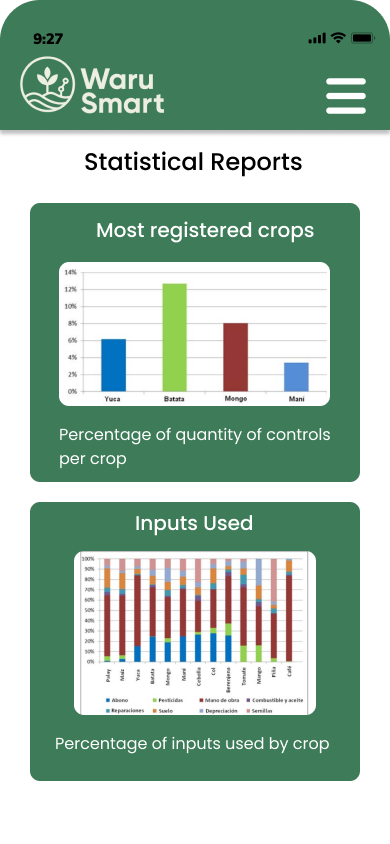 9:27
Waru
Smart
Statistical Reports
Most registered crops
14%
12%
10%
8%
6%
4%
2%
0%
Yuca Batata Mongo Maní
Percentage of quantity of controls
per crop
Inputs Used
100%
90%
80%
70%
60%
50%
40%
30%
20%
10%
0%
Palay Maíz Yuca Batata Mongo Maní Cebolla Col Berenjena Tomate Mango Piña Café
Abono Pesticidas Mano de obra Combustible y aceite
Reparaciones Suelo Depreciación Semillas
Percentage of inputs used by crop